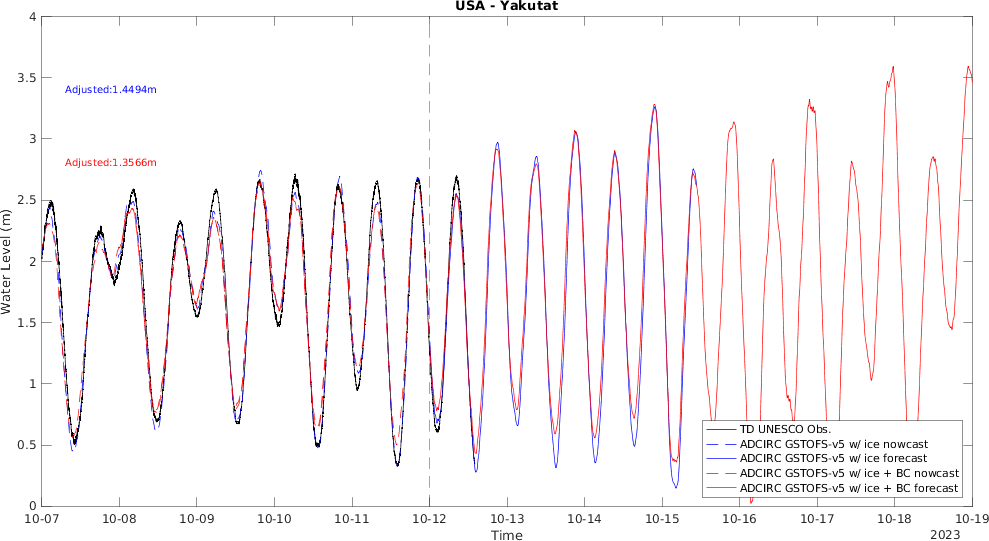 USA - Yakutat
4
3.5
3
2.5
2
1.5
1
0.5
0
Water Level (m)
Adjusted:1.4494m
Adjusted:1.3566m
TD UNESCO Obs.
ADCIRC GSTOFS-v5 w/ ice nowcast
ADCIRC GSTOFS-v5 w/ ice forecast
ADCIRC GSTOFS-v5 w/ ice + BC nowcast
ADCIRC GSTOFS-v5 w/ ice + BC forecast
10-07 10-08 10-09 10-10 10-11 10-12 10-13 10-14 10-15 10-16 10-17 10-18 10-19
Time
2023